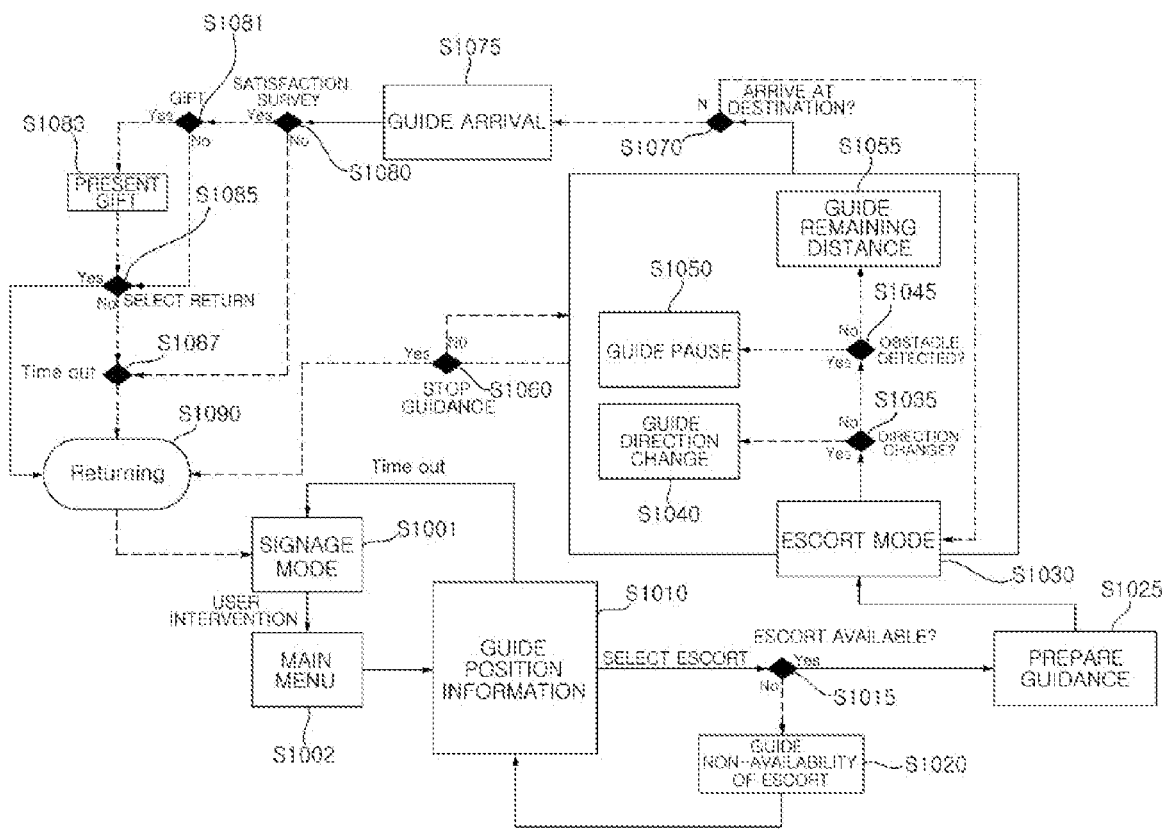 S1081
S1075
SATISFACTION
SURVEY
GIFT
Yes
No
Yes
No
S1083
GUIDE ARRIVAL
S1080
N
ARRIVE AT
DESTINATION?
S1070
S1055
PRESENT
GIFT
S1085
GUIDE
REMAINING
DISTANCE
Yes
No
SELECT RETURN
S1050
S1045
No
Yes
OBSTACLE
DETECTED?
GUIDE PAUSE
S1087
Time out
Yes
No
STOP
GUIDANCE
S1060
S1035
No
Yes
DIRECTION
CHANGE?
GUIDE
DIRECTION
CHANGE
S1090
Returning
Time out
S1040
SIGNAGE
MODE
S1001
ESCORT MODE
S1030
USER
INTERVENTION
S1010
S1025
MAIN
MENU
GUIDE
POSITION
INFORMATION
SELECT ESCORT
ESCORT AVAILABLE?
Yes
No
S1015
PREPARE
GUIDANCE
S1002
GUIDE
NON-AVAILABILITY
OF ESCORT
S1020